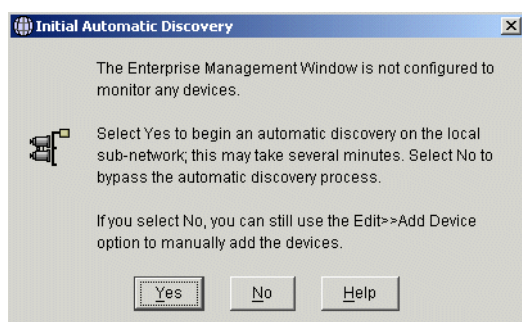 Initial Automatic Discovery
The Enterprise Management Window is not configured to
monitor any devices.
Select Yes to begin an automatic discovery on the local
sub-network; this may take several minutes. Select No to
bypass the automatic discovery process.
If you select No, you can still use the Edit>>Add Device
option to manually add the devices.
Yes No Help